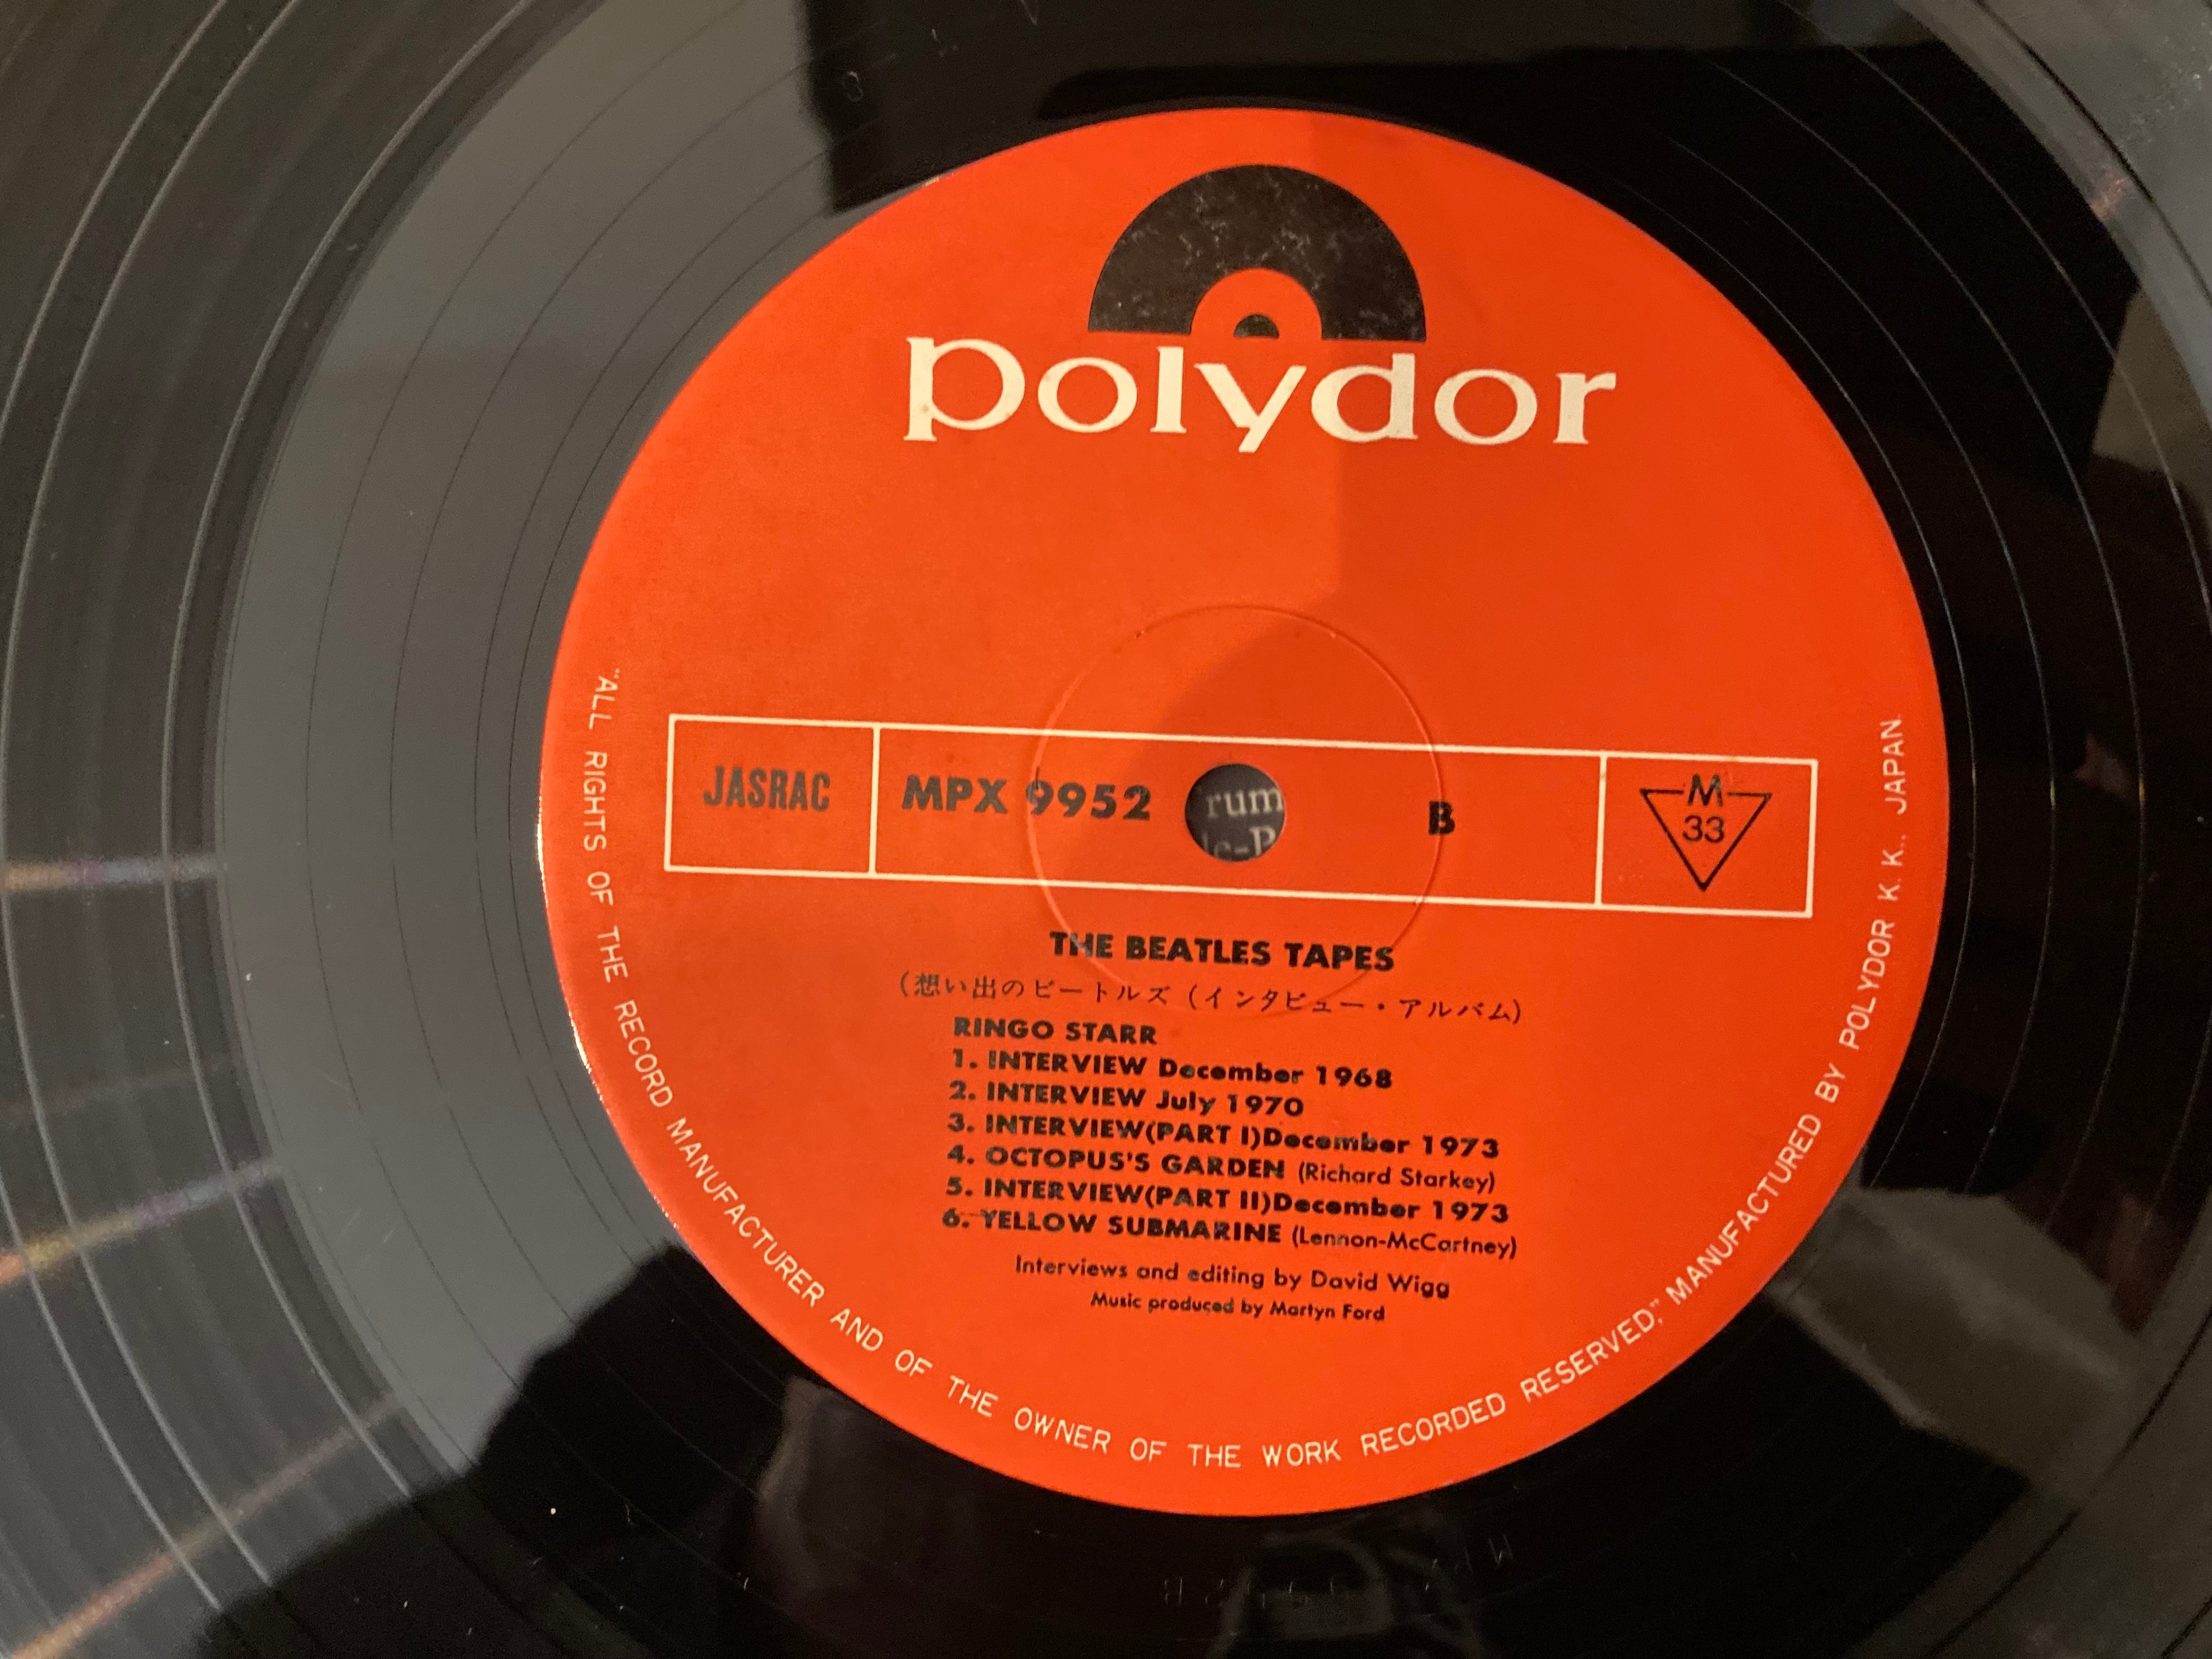 polydor
JASRAC
MPX 9952
rum
le-P
B
M
33
THE BEATLES TAPES
(想い出のビートルズ (インタビュー・アルバム)
RINGO STARR
1. INTERVIEW December 1968
2. INTERVIEW July 1970
3. INTERVIEW(PART I)December 1973
4. OCTOPUS'S GARDEN (Richard Starkey)
5. INTERVIEW(PART II)December 1973
6. YELLOW SUBMARINE (Lennon-McCartney)
Interviews and editing by David Wigg
Music produced by Martyn Ford
"ALL RIGHTS OF THE RECORD MANUFACTURER AND OF THE OWNER OF THE WORK RECORDED RESERVED," MANUFACTURED BY POLYDOR K.K., JAPAN